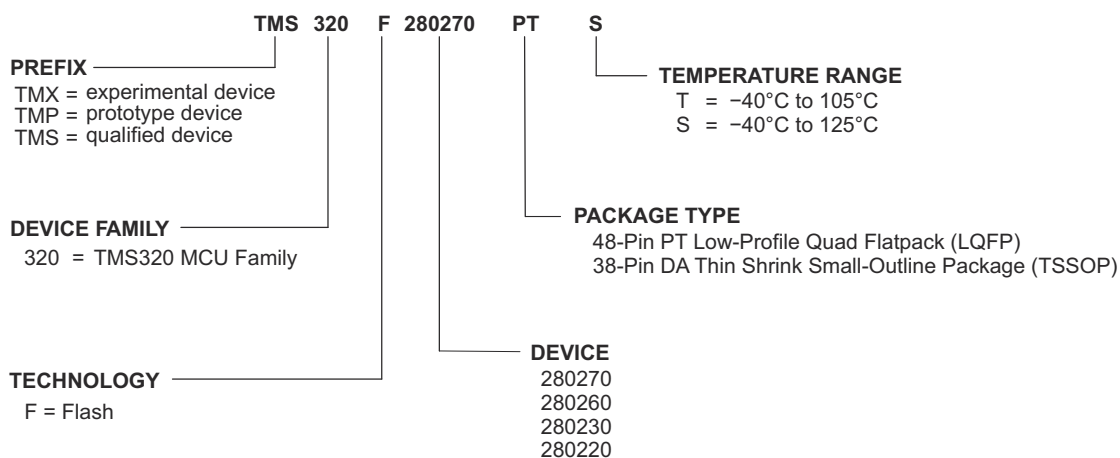 TMS 320 F 280270 PT S
PREFIX
TMX = experimental device
TMP = prototype device
TMS = qualified device
TEMPERATURE RANGE
T = −40°C to 105°C
S = −40°C to 125°C
DEVICE FAMILY
320 = TMS320 MCU Family
PACKAGE TYPE
48-Pin PT Low-Profile Quad Flatpack (LQFP)
38-Pin DA Thin Shrink Small-Outline Package (TSSOP)
TECHNOLOGY
F = Flash
DEVICE
280270
280260
280230
280220